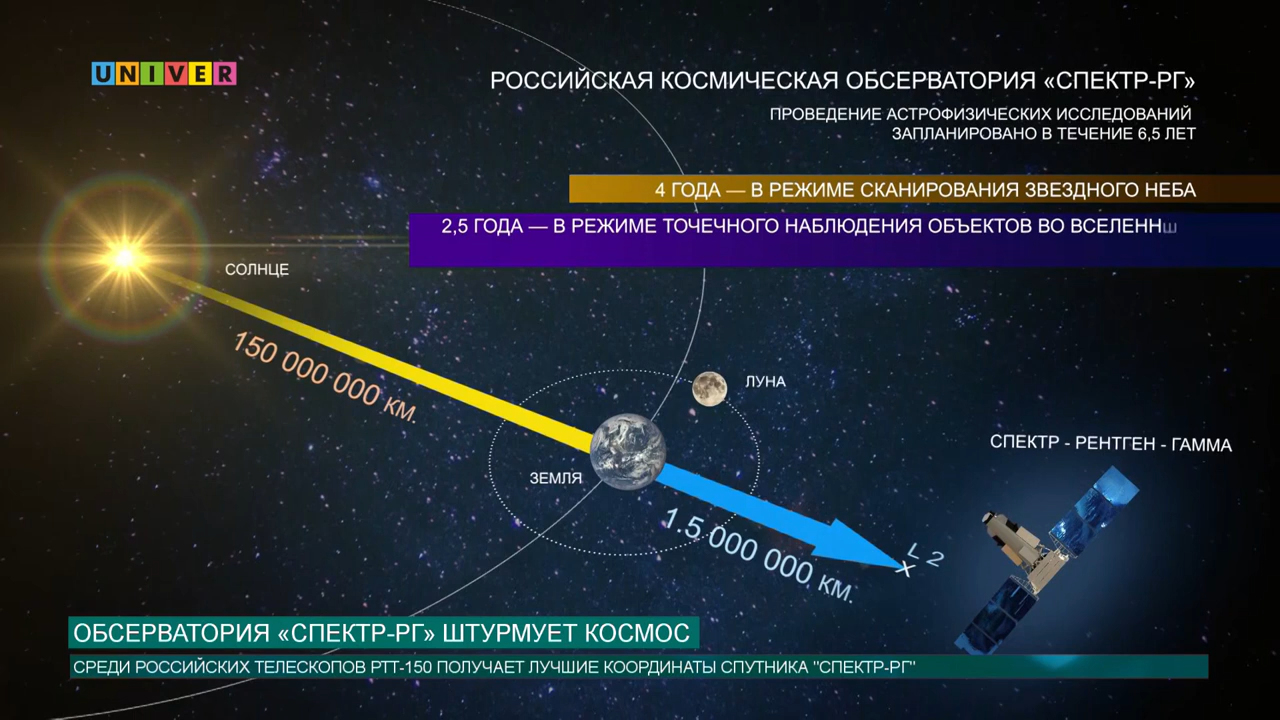 UNIVER
РОССИЙСКАЯ КОСМИЧЕСКАЯ ОБСЕРВАТОРИЯ «СПЕКТР-РГ»
ПРОВЕДЕНИЕ АСТРОФИЗИЧЕСКИХ ИССЛЕДОВАНИЙ
ЗАПЛАНИРОВАНО В ТЕЧЕНИЕ 6,5 ЛЕТ
4 ГОДА — В РЕЖИМЕ СКАНИРОВАНИЯ ЗВЕЗДНОГО НЕБА
2,5 ГОДА — В РЕЖИМЕ ТОЧЕЧНОГО НАБЛЮДЕНИЯ ОБЪЕКТОВ ВО
СОЛНЦЕ
150 000 000 КМ.
ЛУНА
ЗЕМЛЯ
1.5 000 000 КМ.
L 2
СПЕКТР - РЕНТГЕН - ГАММА
ОБСЕРВАТОРИЯ «СПЕКТР-РГ» ШТУРМУЕТ КОСМОС
СРЕДИ РОССИЙСКИХ ТЕЛЕСКОПОВ РТТ-150 ПОЛУЧАЕТ ЛУЧШИЕ КООРДИНАТЫ СПУТНИКА "СПЕКТР-РГ"